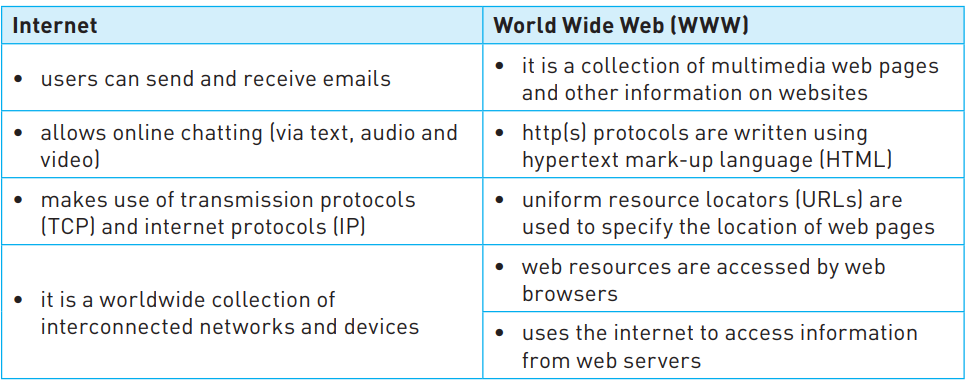 Internet
World Wide Web (WWW)
• users can send and receive emails
• it is a collection of multimedia web pages
and other information on websites
• allows online chatting (via text, audio and
video)
• http(s) protocols are written using
hypertext mark-up language (HTML)
• makes use of transmission protocols
(TCP) and internet protocols (IP)
• uniform resource locators (URLs) are
used to specify the location of web pages
• it is a worldwide collection of
interconnected networks and devices
• web resources are accessed by web
browsers
• uses the internet to access information
from web servers